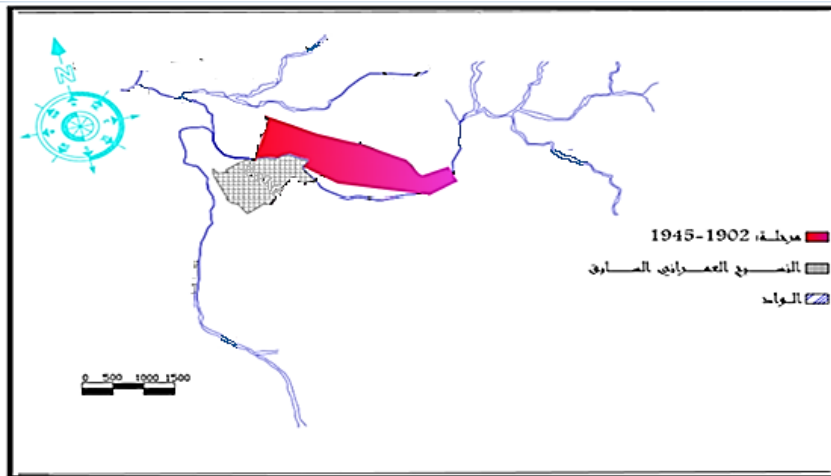 N
مرحلة: 1902-1945
النسيج العمراني السابق
الواد
0 500 1000 1500